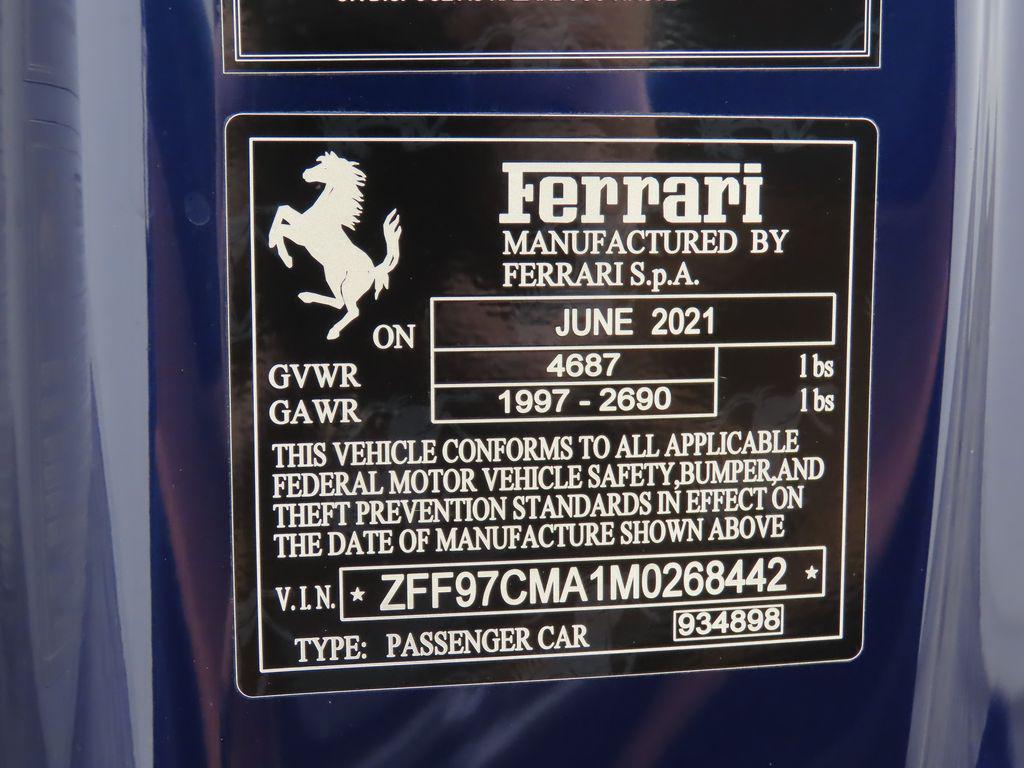 Ferrari
MANUFACTURED BY
FERRARI S.p.A.
ON JUNE 2021
GVWR 4687 lbs
GAWR 1997 - 2690 lbs
THIS VEHICLE CONFORMS TO ALL APPLICABLE
FEDERAL MOTOR VEHICLE SAFETY,BUMPER,AND
THEFT PREVENTION STANDARDS IN EFFECT ON
THE DATE OF MANUFACTURE SHOWN ABOVE
V.I.N. ★ ZFF97CMA1M0268442 ★
TYPE: PASSENGER CAR 934898